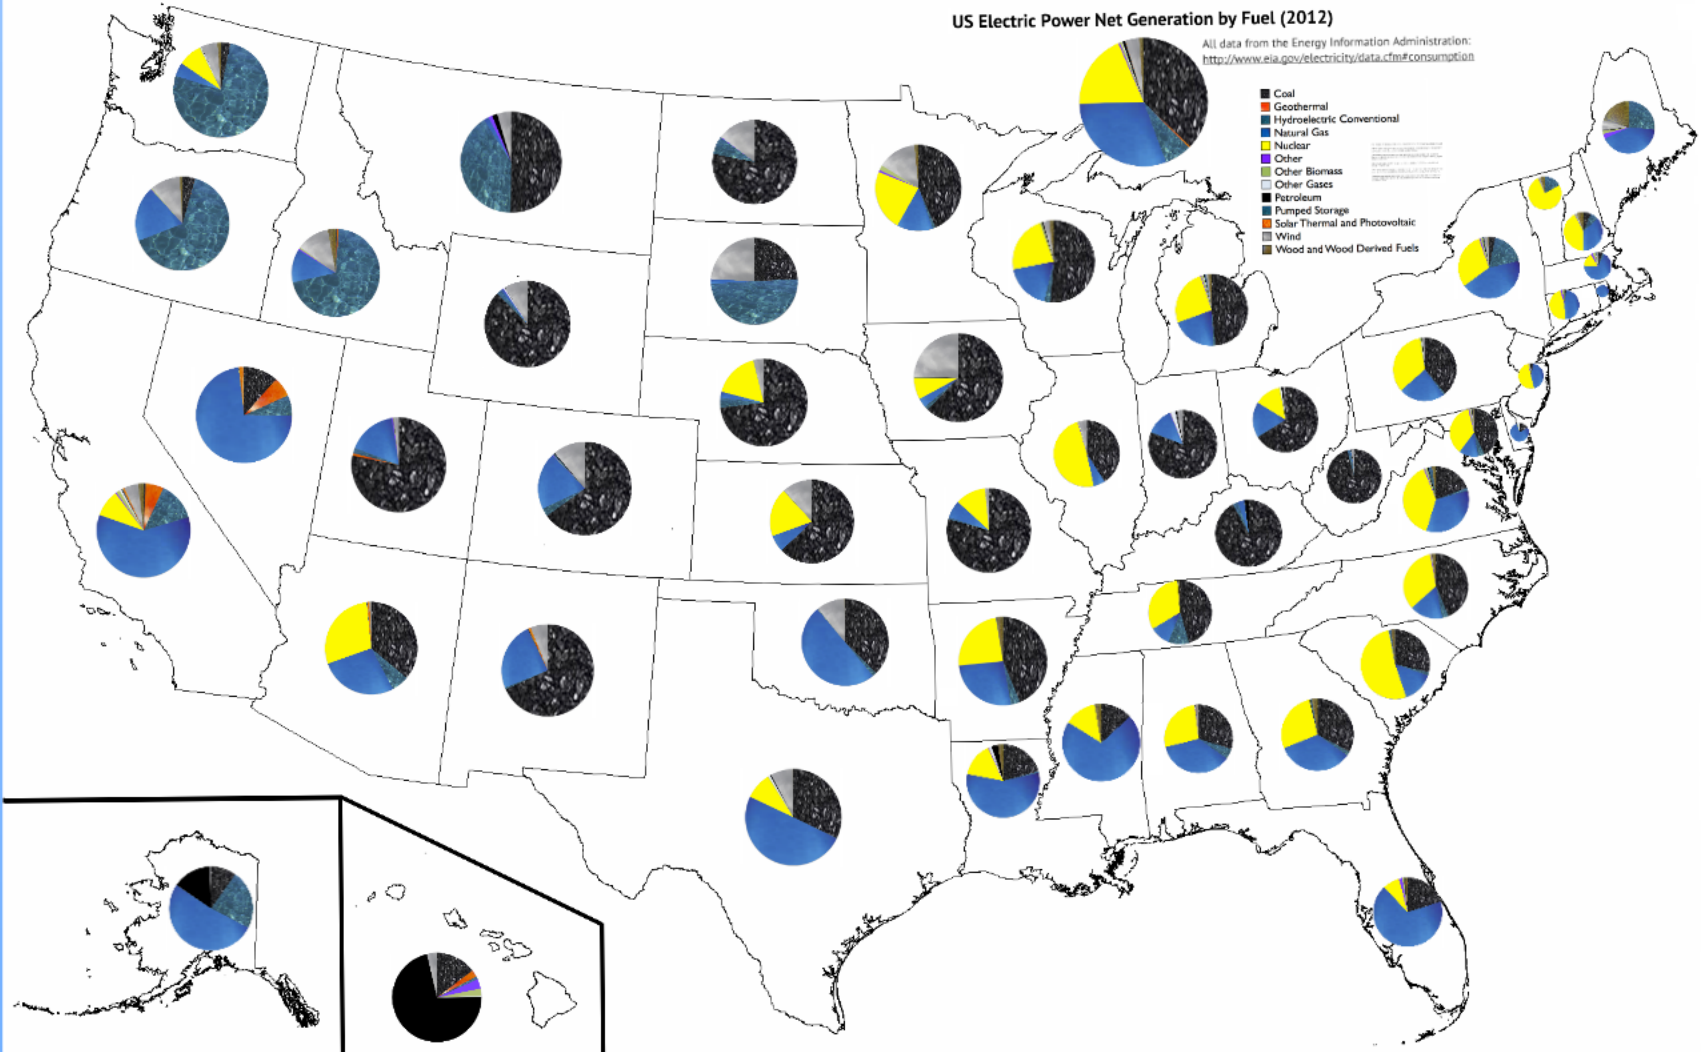 US Electric Power Net Generation by Fuel (2012)
All data from the Energy Information Administration:
http://www.eia.gov/electricity/data.cfm#consumption
Coal
Geothermal
Hydroelectric Conventional
Natural Gas
Nuclear
Other
Other Biomass
Other Gases
Petroleum
Pumped Storage
Solar Thermal and Photovoltaic
Wind
Wood and Wood Derived Fuels